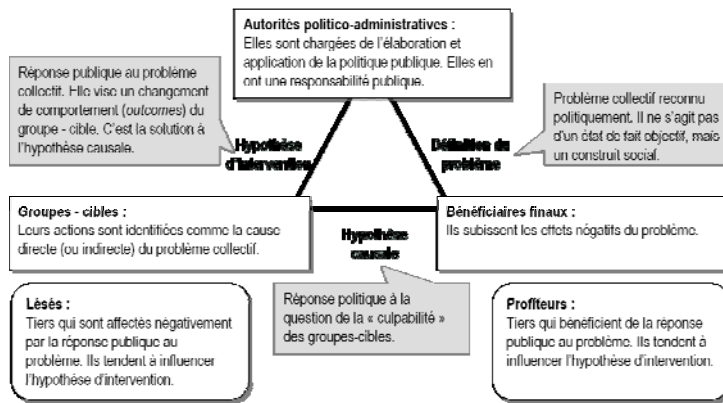 Autorités politico-administratives :
Elles sont chargées de l'élaboration et
application de la politique publique. Elles en
ont une responsabilité publique.
Réponse publique au problème
collectif. Elle vise un changement
de comportement (outcomes) du
groupe - cible. C'est la solution à
l'hypothèse causale.
Problème collectif reconnu
politiquement. Il ne s'agit pas
d'un état de fait objectif, mais
un construit social.
Hypothèse
d'intervention
Définition du
problème
Groupes - cibles :
Leurs actions sont identifiées comme la cause
directe (ou indirecte) du problème collectif.
Bénéficiaires finaux :
Ils subissent les effets négatifs du problème.
Hypothèse
causale
Réponse politique à la
question de la « culpabilité »
des groupes-cibles.
Lésés :
Tiers qui sont affectés négativement
par la réponse publique au
problème. Ils tendent à influencer
l'hypothèse d'intervention.
Profiteurs :
Tiers qui bénéficient de la réponse
publique au problème. Ils tendent à
influencer l'hypothèse d'intervention.